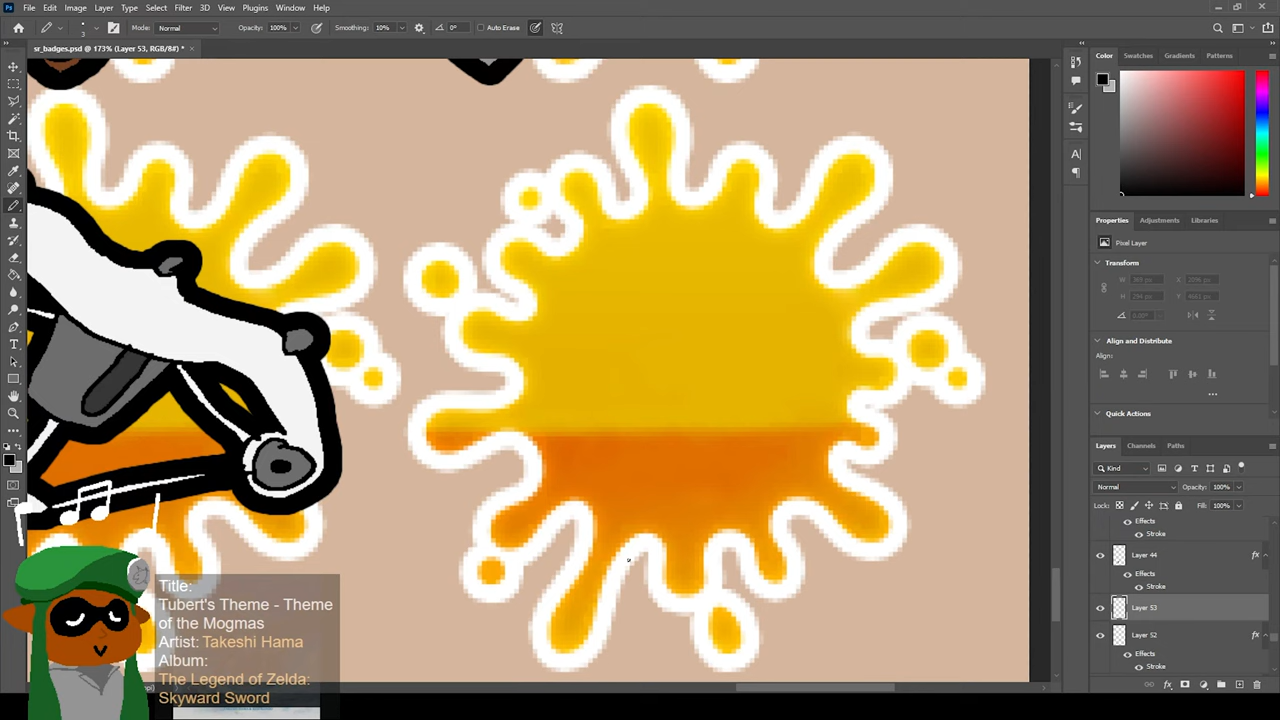 File Edit Image Layer Type Select Filter 3D View Plugins Window Help
Mode: Normal Opacity: 100% Smoothing: 10% 0° Auto Erase
3
sr_badges.psd @ 173% (Layer 53, RGB/8#) *
Color Swatches Gradients Patterns
Properties Adjustments Libraries
Pixel Layer
Transform
Align and Distribute
Align:
Quick Actions
Layers Channels Paths
Kind
Normal Opacity: 100%
Lock: Fill: 100%
Effects
Stroke
Layer 44 fx
Effects
Stroke
Layer 53
Layer 52 fx
Effects
Stroke
Title:
Tubert's Theme - Theme
of the Mogmas
Artist: Takeshi Hama
Album:
The Legend of Zelda:
Skyward Sword